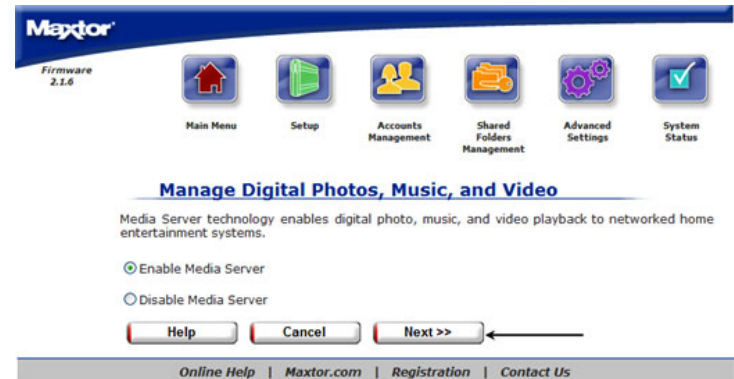 Maxtor
Firmware
2.1.6
Main Menu
Setup
Accounts
Management
Shared
Folders
Management
Advanced
Settings
System
Status
Manage Digital Photos, Music, and Video
Media Server technology enables digital photo, music, and video playback to networked home
entertainment systems.
Enable Media Server
Disable Media Server
Help
Cancel
Next >>
Online Help | Maxtor.com | Registration | Contact Us